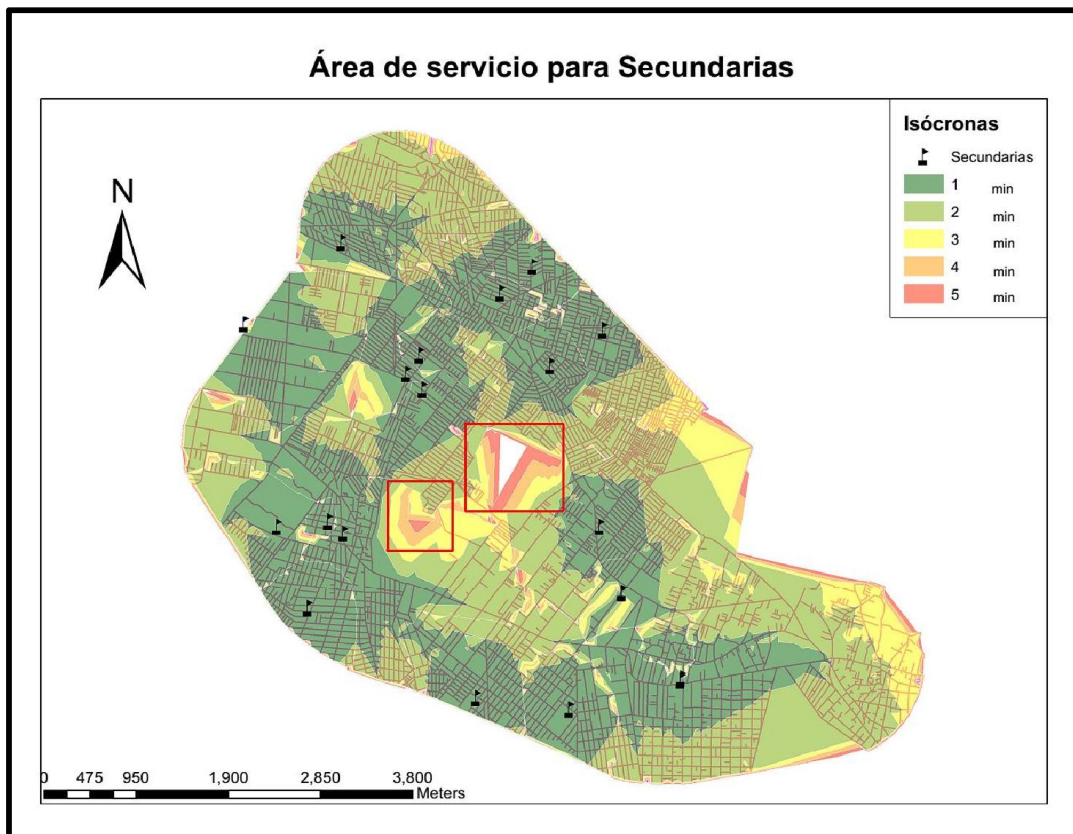 Área de servicio para Secundarias
Isócronas
Secundarias
1 min
2 min
3 min
4 min
5 min
N
0 475 950 1,900 2,850 3,800
Meters